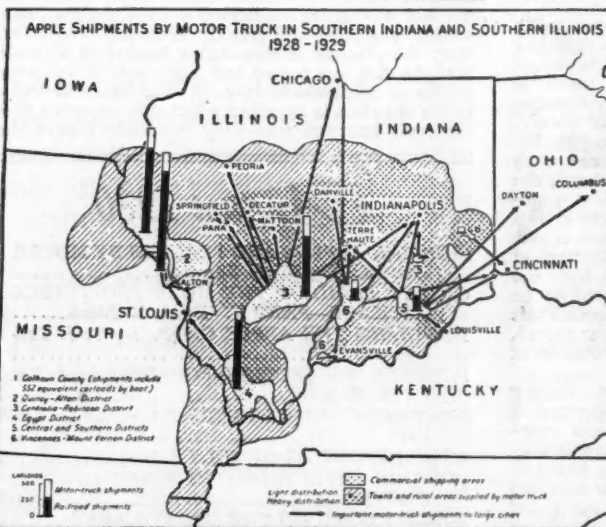 APPLE SHIPMENTS BY MOTOR TRUCK IN SOUTHERN INDIANA AND SOUTHERN ILLINOIS
1928-1929
CHICAGO
IOWA
ILLINOIS
INDIANA
OHIO
PEORIA
COLUMBUS
DAYTON
SPRINGFIELD
DECATUR
DANVILLE
INDIANAPOLIS
PANA
MATTOON
TERRE
HAUTE
2
5
CINCINNATI
ALTON
3
ST LOUIS
6
5
MISSOURI
LOUISVILLE
6
EVANSVILLE
4
KENTUCKY
1 Calhoun County (shipments include
552 equivalent carloads by boat)
2 Quincy-Alton District
3 Centralia-Robinson District
4 Egypt District
5 Central and Southern Districts
6 Vincennes-Mount Vernon District
CARLOADS
500
250
0
Motor-truck shipments
Railroad shipments
Commercial shipping areas
Light distribution
Heavy distribution
Towns and rural areas supplied by motor truck
Important motor-truck shipments to large cities